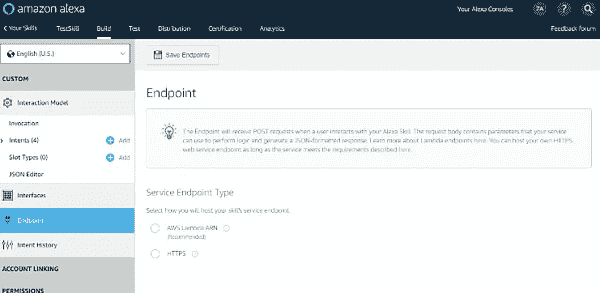 amazon alexa
Your Alexa Consoles
ZA
?
< Your Skills
TestSkill
Build
Test
Distribution
Certification
Analytics
Feedback forum
English (U.S.)
Save Endpoints
CUSTOM
Interaction Model
Invocation
Intents (4)
Add
Slot Types (0)
Add
JSON Editor
Interfaces
Endpoint
Intent History
ACCOUNT LINKING
PERMISSIONS
Endpoint
The Endpoint will receive POST requests when a user interacts with your Alexa Skill. The request body contains parameters that your service
can use to perform logic and generate a JSON-formatted response. Learn more about Lambda endpoints here. You can host your own HTTPS
web service endpoint as long as the service meets the requirements described here.
Service Endpoint Type
Select how you will host your skill's service endpoint.
AWS Lambda ARN
(Recommended)
HTTPS